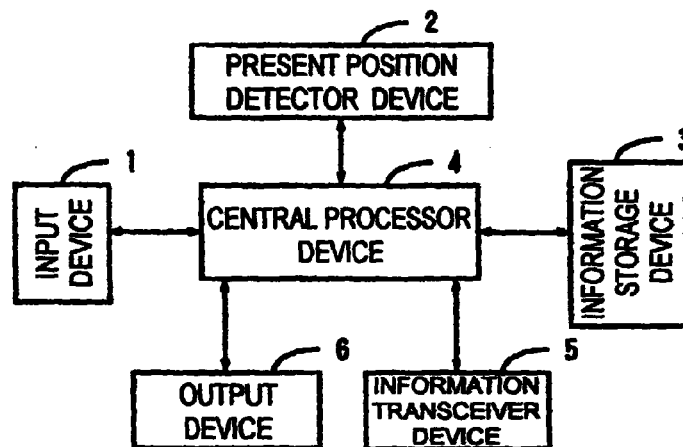 2
PRESENT POSITION
DETECTOR DEVICE
1
INPUT
DEVICE
4
CENTRAL PROCESSOR
DEVICE
3
INFORMATION
STORAGE
DEVICE
6
OUTPUT
DEVICE
5
INFORMATION
TRANSCEIVER
DEVICE